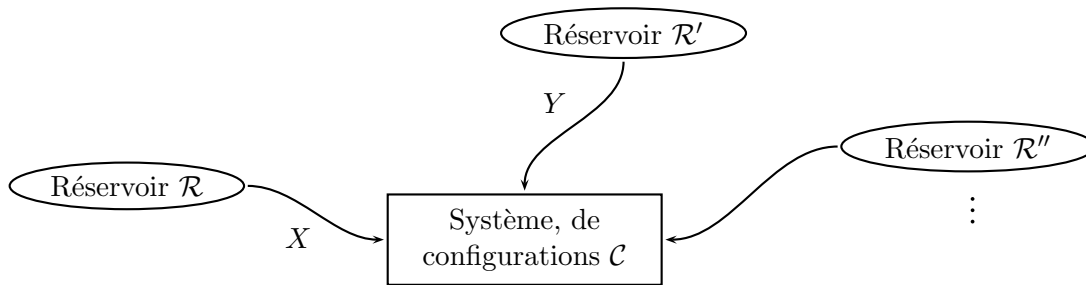 Réservoir 𝓡′
Y
Réservoir 𝓡″
Réservoir 𝓡
⋮
Système, de
X
configurations 𝓒